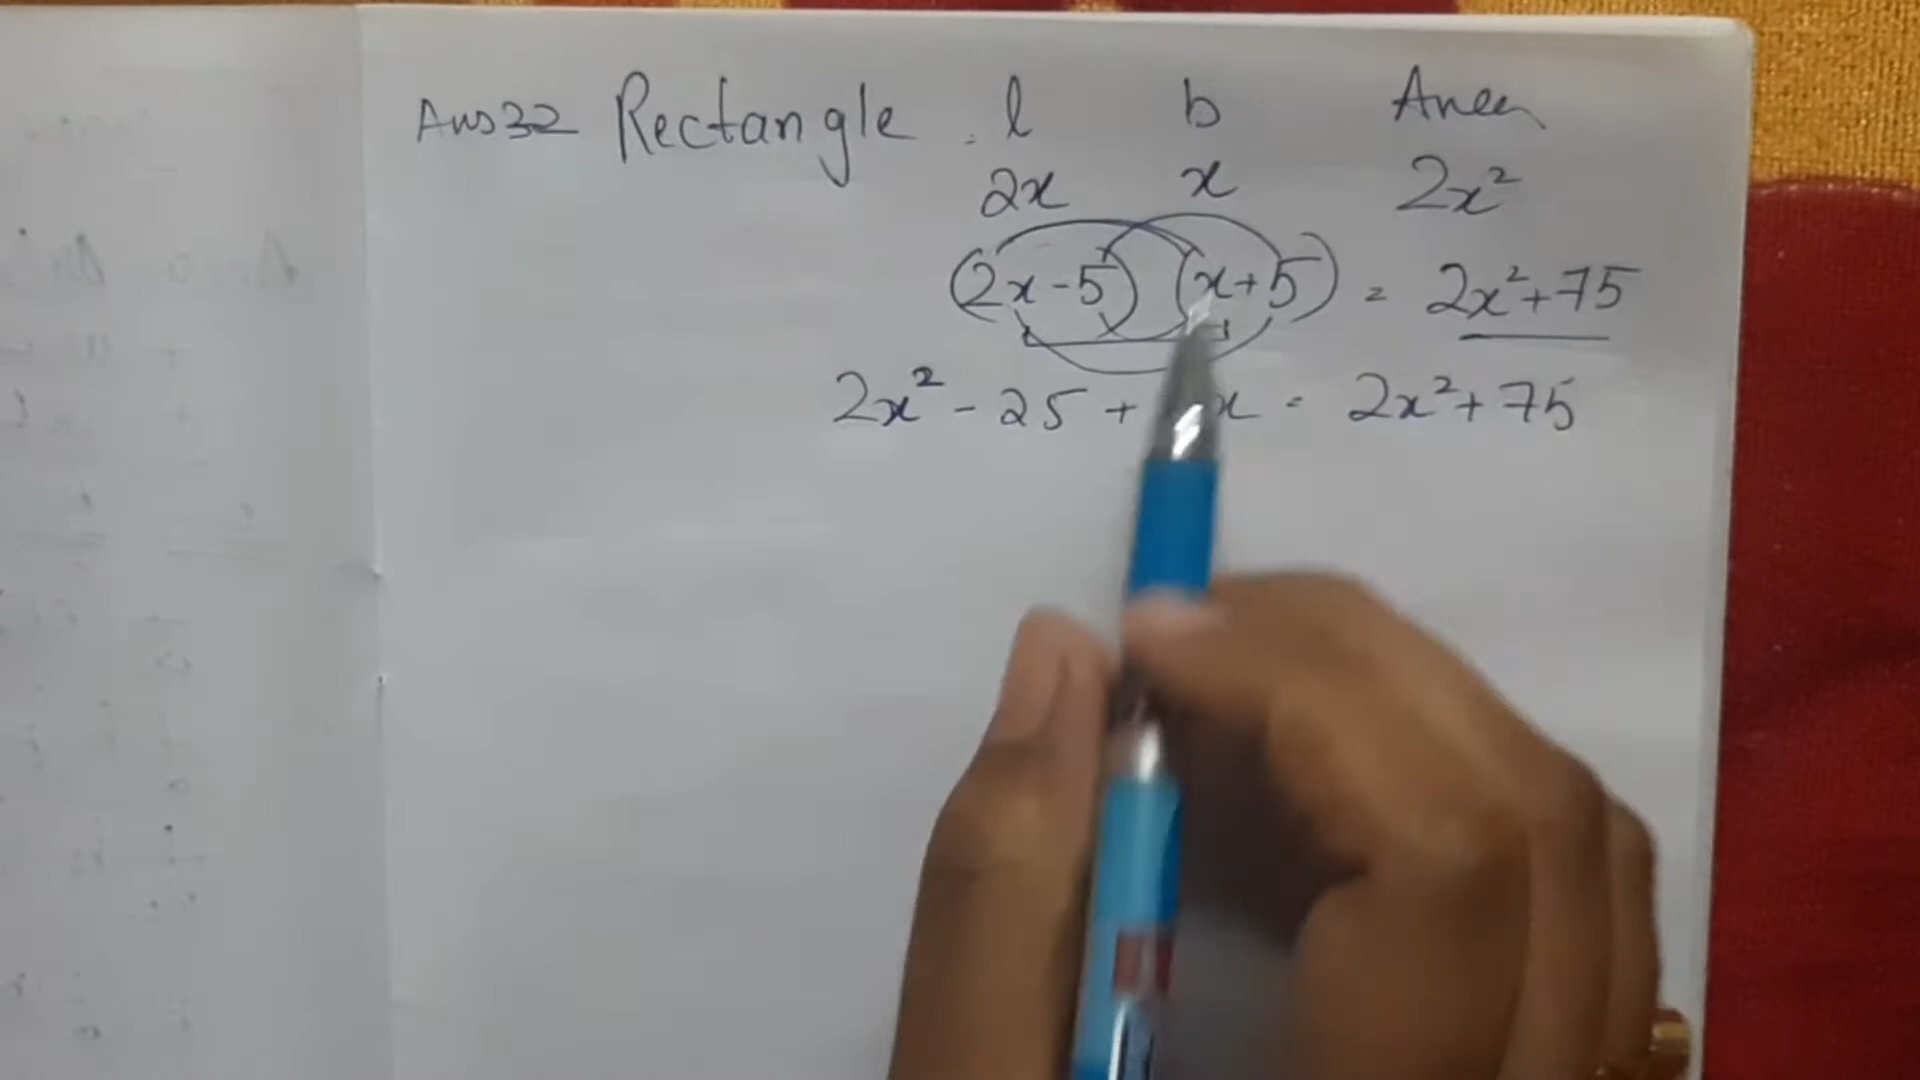 Ans 32 Rectangle . l b Area
2x x 2x²
(2x-5) (x+5) = 2x²+75
2x² - 25 + x = 2x²+75